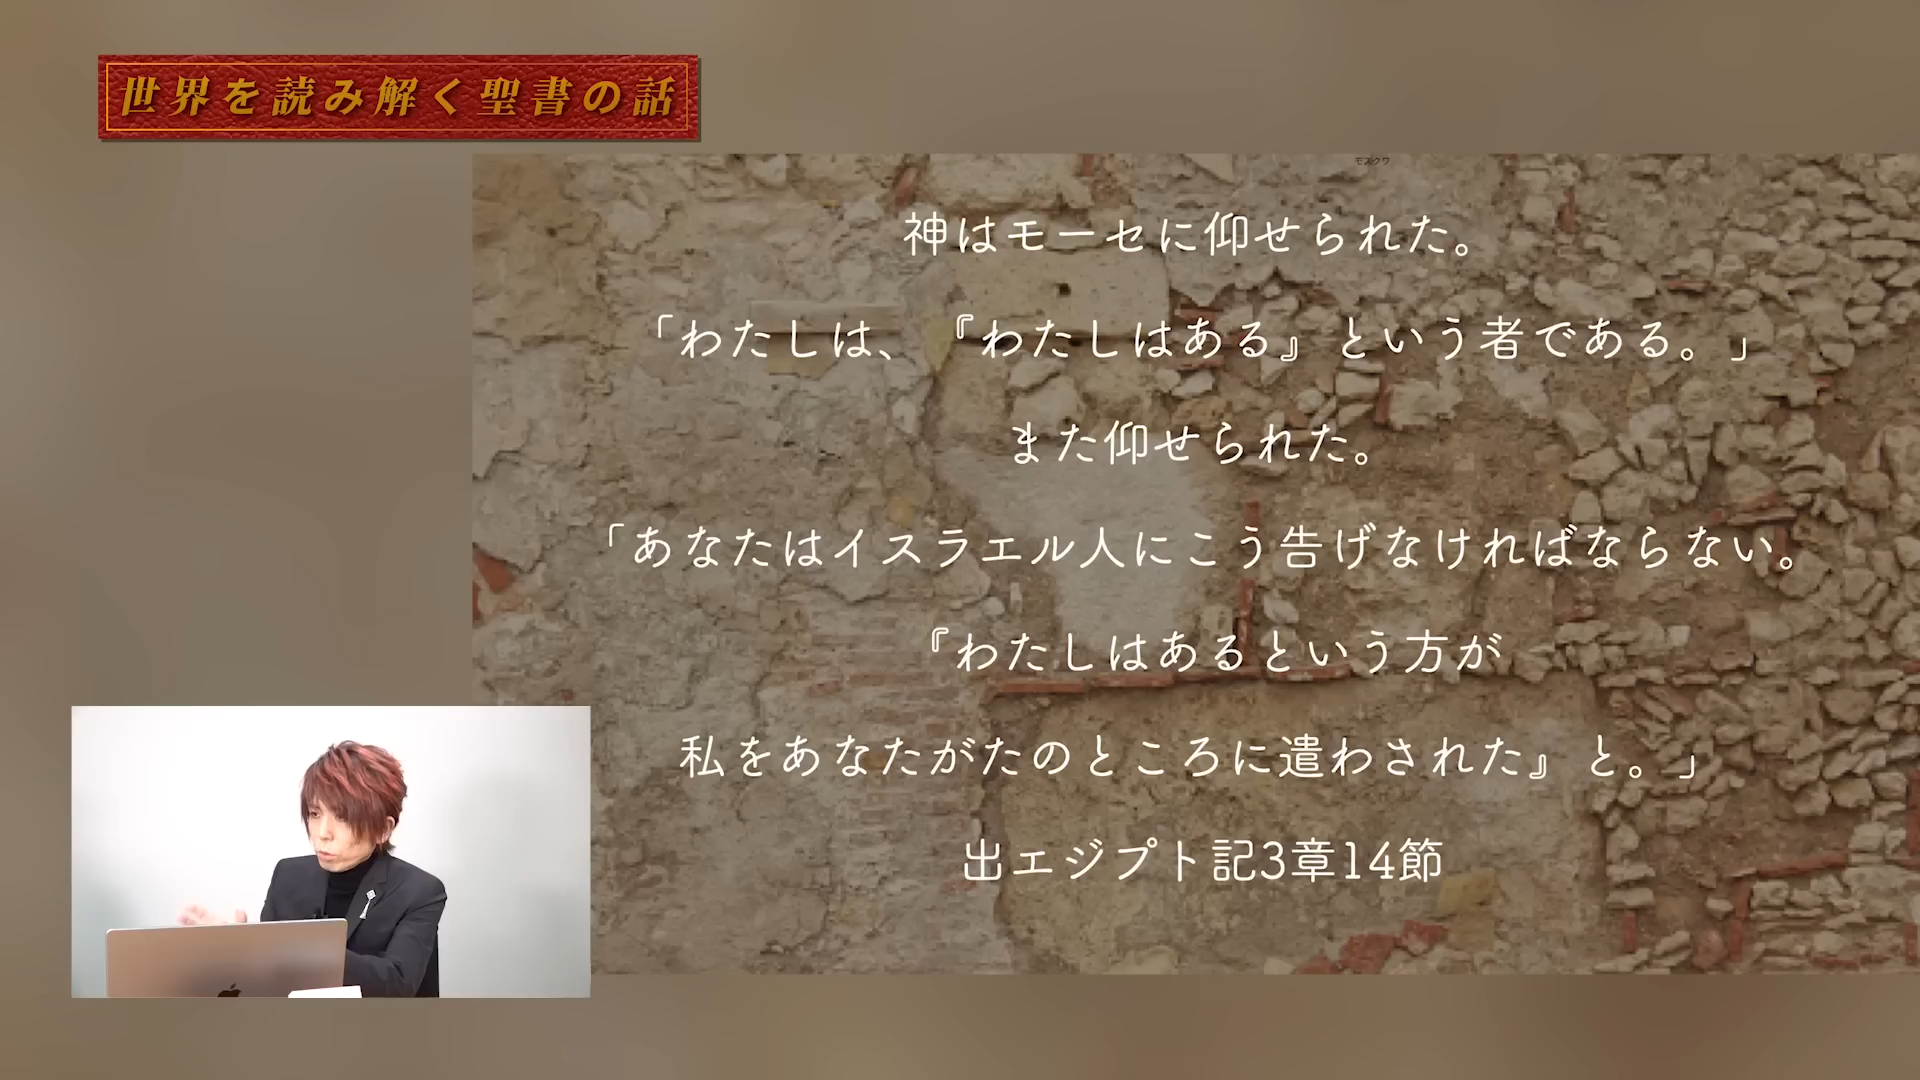 世界を読み解く聖書の話
モスクワ
神はモーセに仰せられた。
「わたしは、『わたしはある』という者である。」
また仰せられた。
「あなたはイスラエル人にこう告げなければならない。
『わたしはあるという方が
私をあなたがたのところに遣わされた』と。」
出エジプト記3章14節